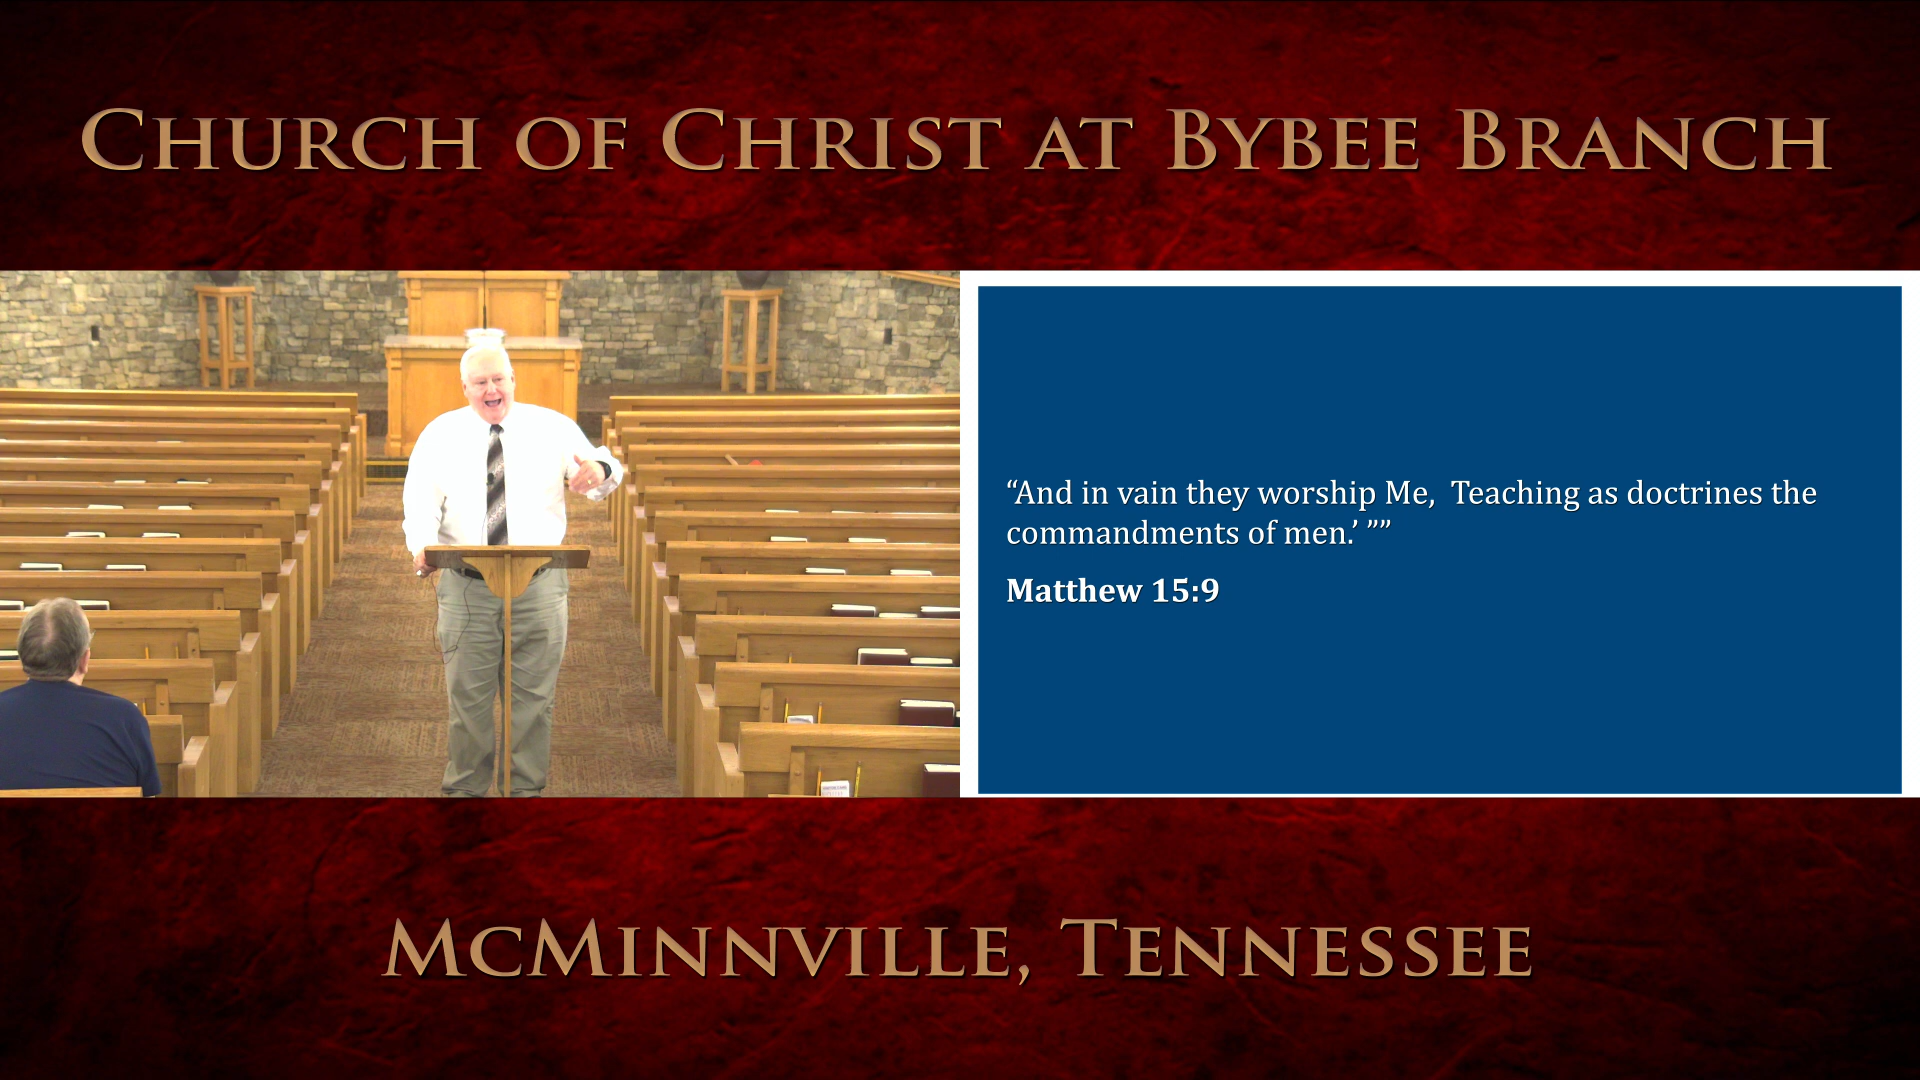 Church of Christ at Bybee Branch
“And in vain they worship Me,  Teaching as doctrines the
commandments of men.’ ””
Matthew 15:9
McMinnville, Tennessee